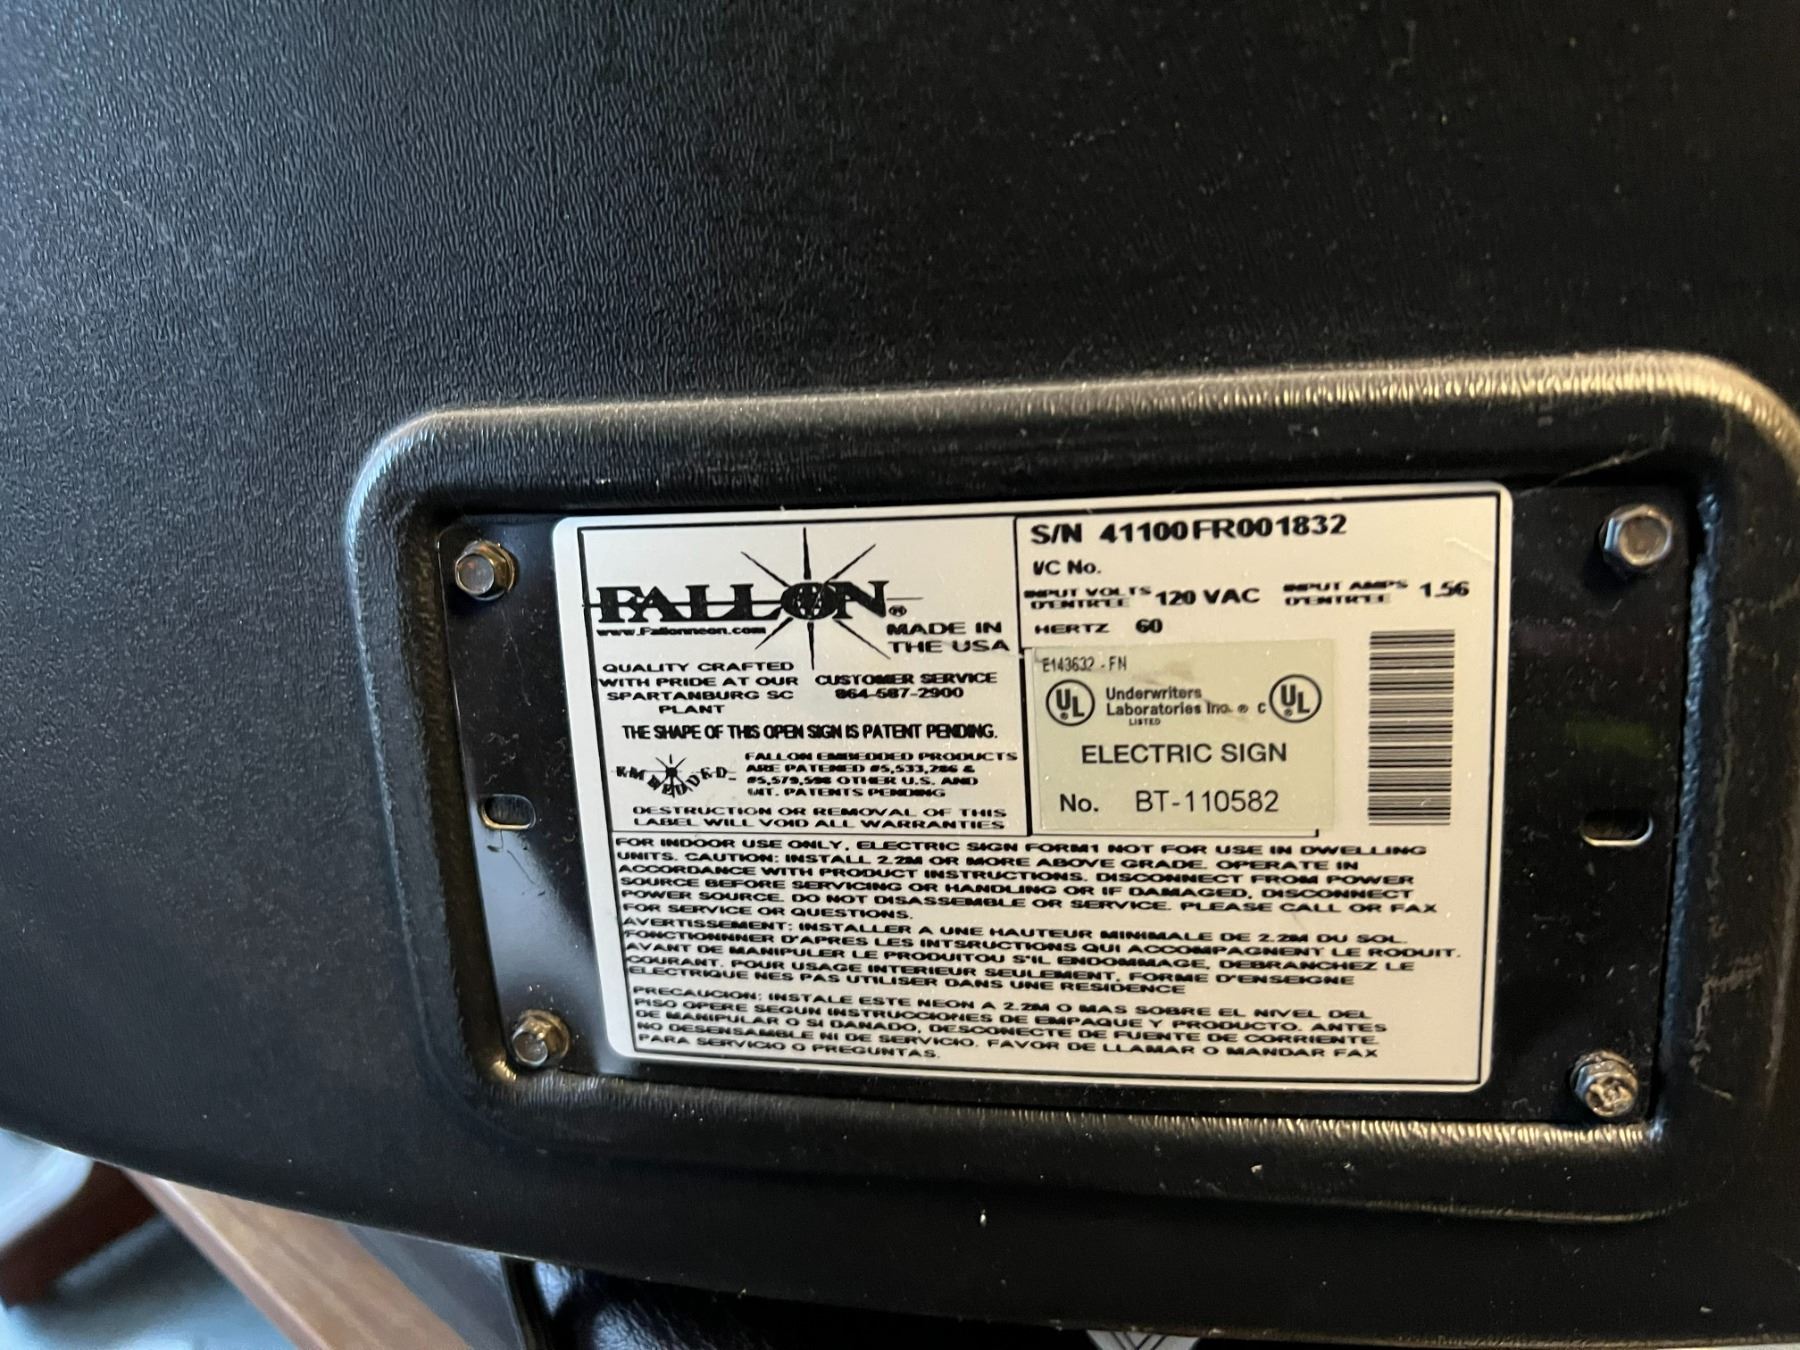 FALLON®
www.Fallonneon.com
MADE IN
THE USA
QUALITY CRAFTED
WITH PRIDE AT OUR
SPARTANBURG SC
PLANT
CUSTOMER SERVICE
864-587-2900
THE SHAPE OF THIS OPEN SIGN IS PATENT PENDING.
EMBEDDED
FALLON EMBEDDED PRODUCTS
ARE PATENED #5,533,286 &
#5,579,598 OTHER U.S. AND
INT. PATENTS PENDING
DESTRUCTION OR REMOVAL OF THIS
LABEL WILL VOID ALL WARRANTIES
S/N 41100FR001832
I/C No.
INPUT VOLTS 120 VAC INPUT AMPS 1.56
D'ENTRÉE D'ENTRÉE
HERTZ 60
E143632 - FN
UL Underwriters Laboratories Inc. ® c UL
LISTED
ELECTRIC SIGN
No. BT-110582
FOR INDOOR USE ONLY, ELECTRIC SIGN FORM1 NOT FOR USE IN DWELLING
UNITS. CAUTION: INSTALL 2.2M OR MORE ABOVE GRADE. OPERATE IN
ACCORDANCE WITH PRODUCT INSTRUCTIONS. DISCONNECT FROM POWER
SOURCE BEFORE SERVICING OR HANDLING OR IF DAMAGED, DISCONNECT
POWER SOURCE. DO NOT DISASSEMBLE OR SERVICE. PLEASE CALL OR FAX
FOR SERVICE OR QUESTIONS.
AVERTISSEMENT: INSTALLER A UNE HAUTEUR MINIMALE DE 2.2M DU SOL.
FONCTIONNNER D'APRES LES INTSRUCTIONS QUI ACCOMPAGNENT LE RODUIT.
AVANT DE MANIPULER LE PRODUITOU S'IL ENDOMMAGE, DEBRANCHEZ LE
COURANT. POUR USAGE INTERIEUR SEULEMENT, FORME D'ENSEIGNE
ELECTRIQUE NES PAS UTILISER DANS UNE RESIDENCE
PRECAUCION: INSTALE ESTE NEON A 2.2M O MAS SOBRE EL NIVEL DEL
PISO OPERE SEGUN INSTRUCCIONES DE EMPAQUE Y PRODUCTO. ANTES
DE MANIPULAR O SI DANADO, DESCONECTE DE FUENTE DE CORRIENTE.
NO DESENSAMBLE NI DE SERVICIO. FAVOR DE LLAMAR O MANDAR FAX
PARA SERVICIO O PREGUNTAS.